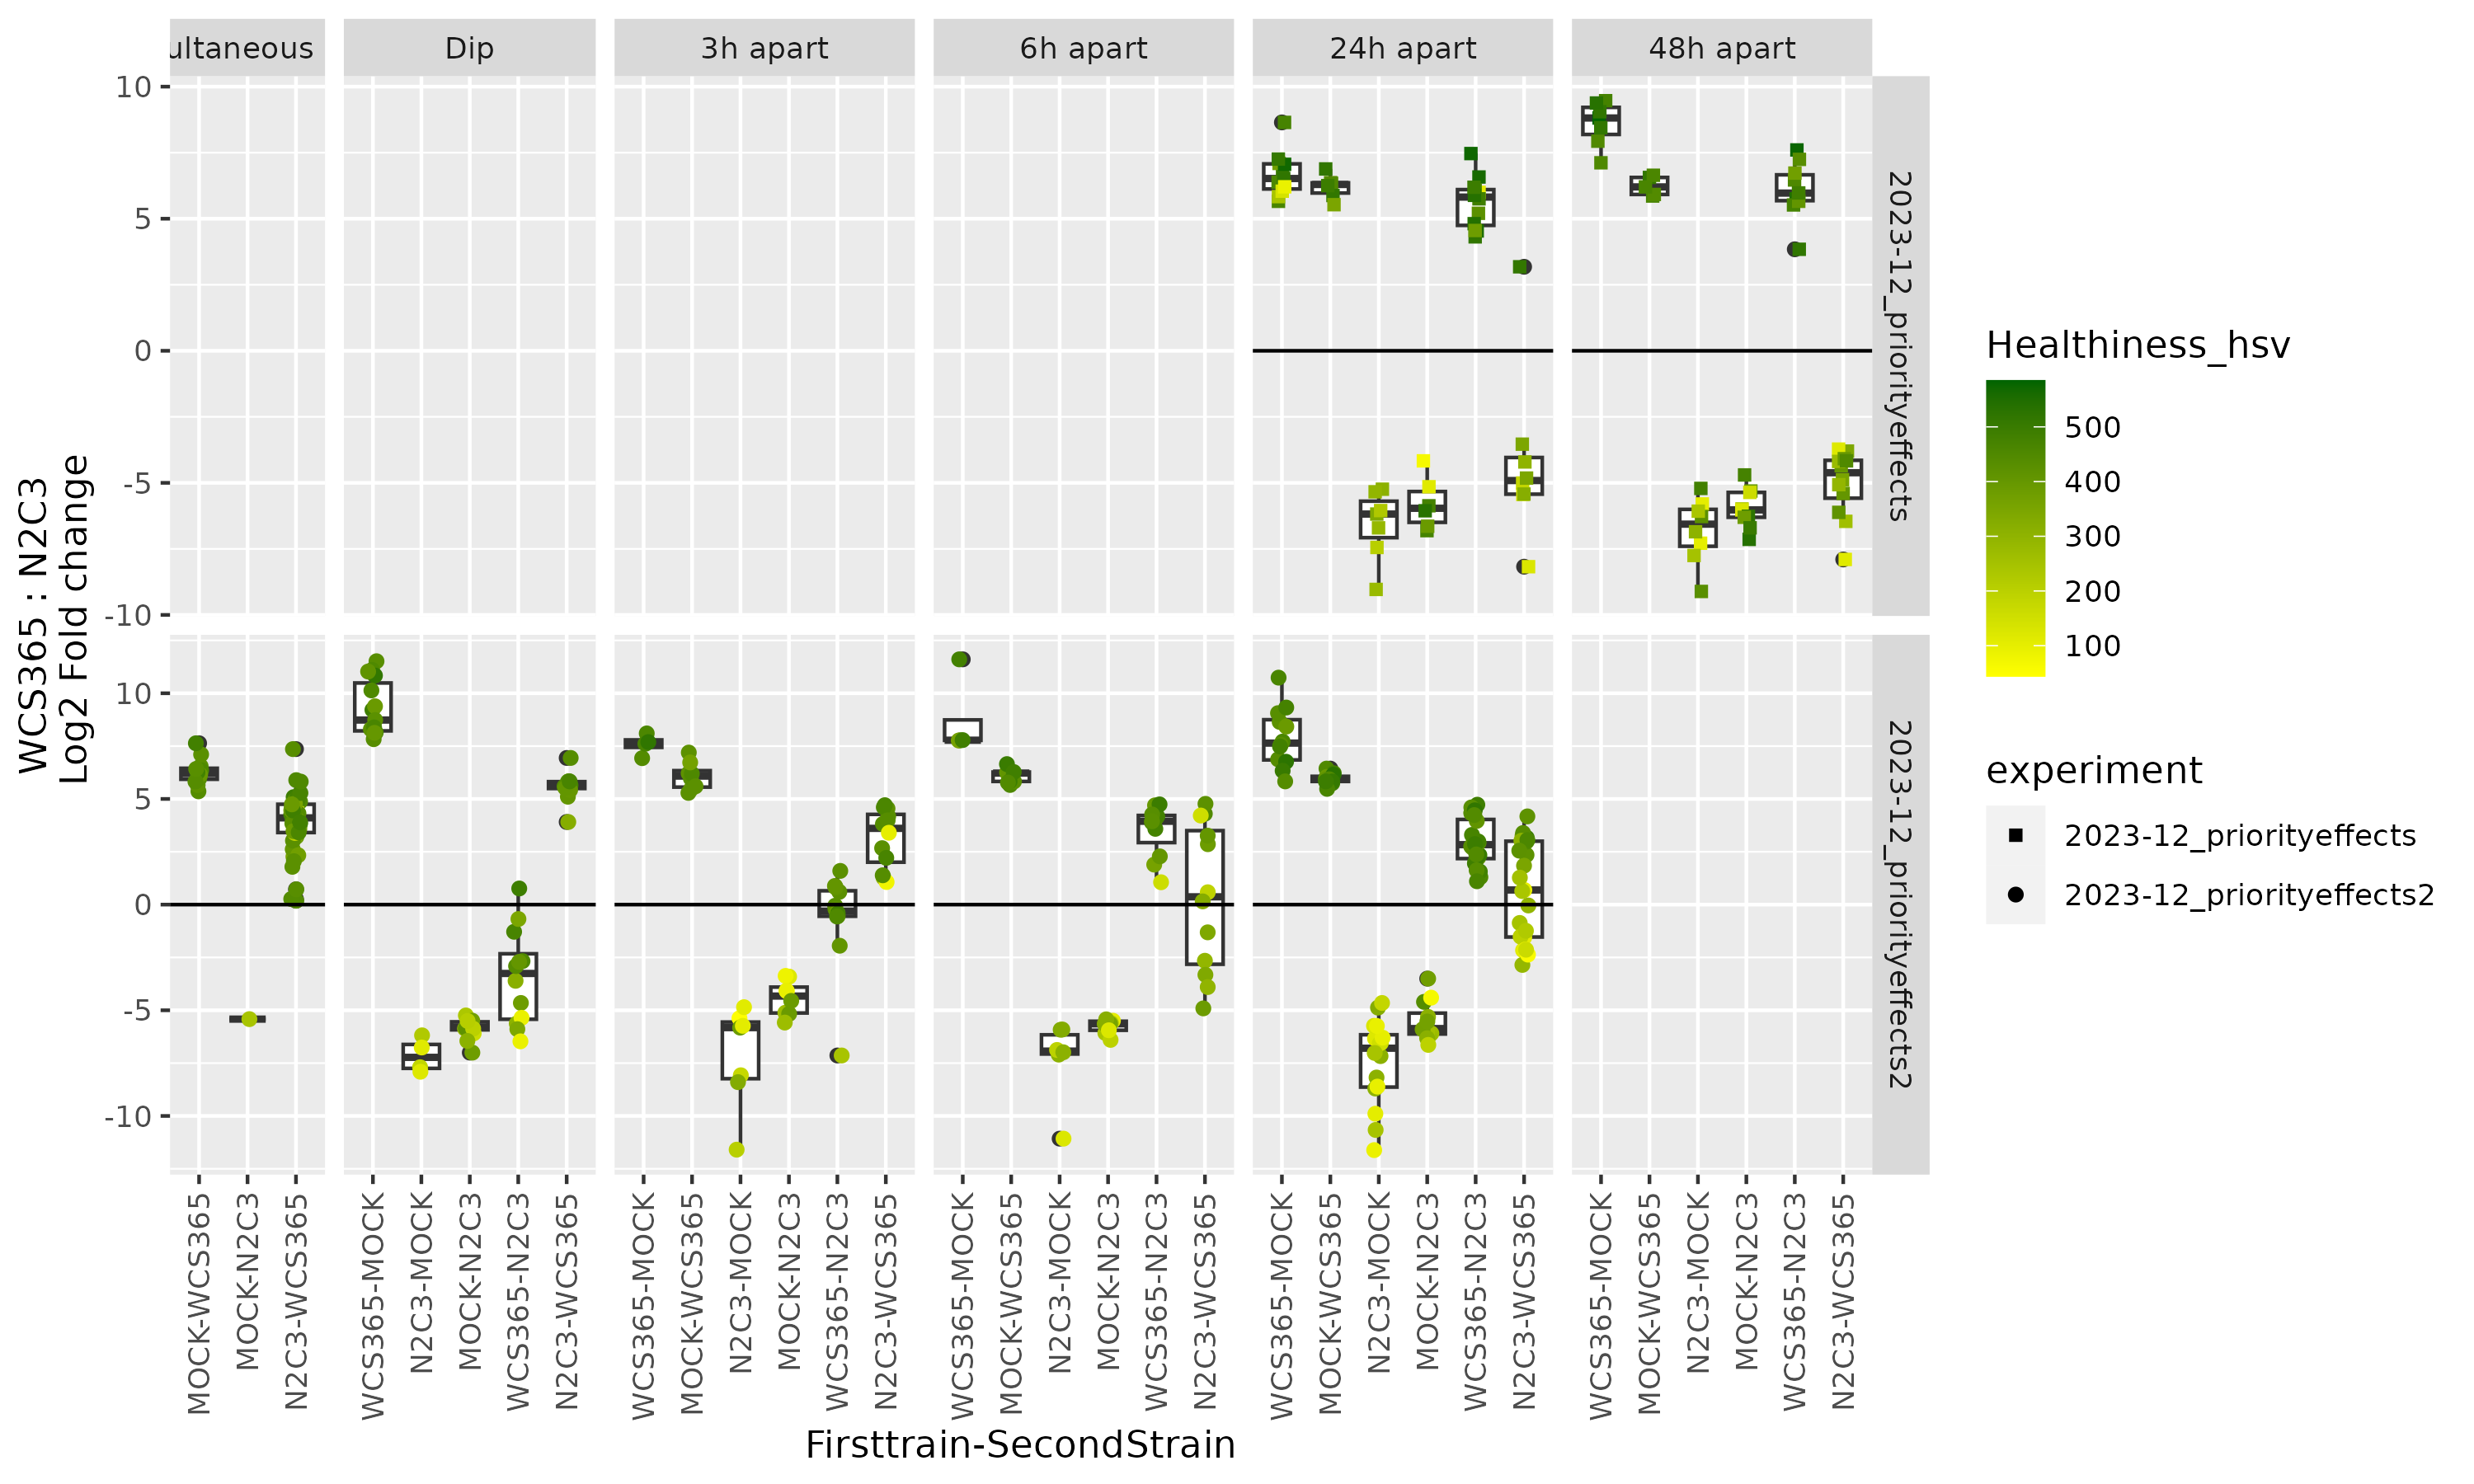 ultaneous
Dip
3h apart
6h apart
24h apart
48h apart
10
5
0
-5
-10
2023-12_priorityeffects
10
5
0
-5
-10
2023-12_priorityeffects2
WCS365 : N2C3
Log2 Fold change
MOCK-WCS365
MOCK-N2C3
N2C3-WCS365
WCS365-MOCK
N2C3-MOCK
MOCK-N2C3
WCS365-N2C3
N2C3-WCS365
WCS365-MOCK
MOCK-WCS365
N2C3-MOCK
MOCK-N2C3
WCS365-N2C3
N2C3-WCS365
WCS365-MOCK
MOCK-WCS365
N2C3-MOCK
MOCK-N2C3
WCS365-N2C3
N2C3-WCS365
WCS365-MOCK
MOCK-WCS365
N2C3-MOCK
MOCK-N2C3
WCS365-N2C3
N2C3-WCS365
WCS365-MOCK
MOCK-WCS365
N2C3-MOCK
MOCK-N2C3
WCS365-N2C3
N2C3-WCS365
Firsttrain-SecondStrain
Healthiness_hsv
500
400
300
200
100
experiment
2023-12_priorityeffects
2023-12_priorityeffects2